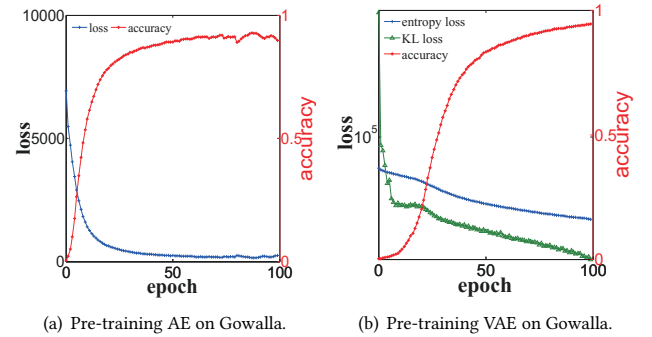 10000
5000
0
loss
loss
accuracy
1
0.5
0
accuracy
0
50
100
epoch
(a) Pre-training AE on Gowalla.
10^5
loss
entropy loss
KL loss
accuracy
1
0.5
0
accuracy
0
50
100
epoch
(b) Pre-training VAE on Gowalla.